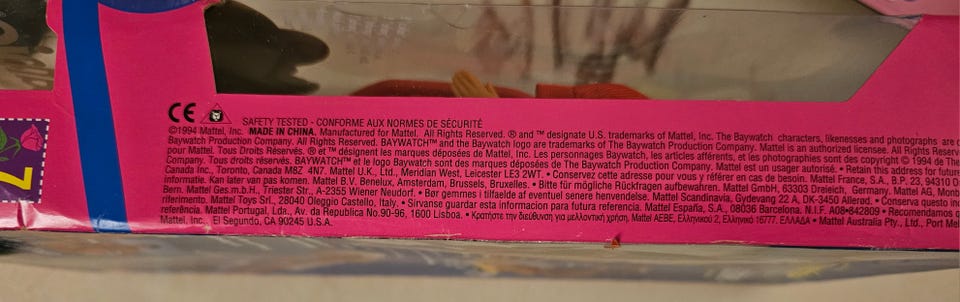 CE SAFETY TESTED - CONFORME AUX NORMES DE SÉCURITÉ
©1994 Mattel, Inc. MADE IN CHINA. Manufactured for Mattel. All Rights Reserved. ® and ™ designate U.S. trademarks of Mattel, Inc. The Baywatch characters, likenesses and photographs are
Baywatch Production Company. All Rights Reserved. BAYWATCH™ and the Baywatch logo are trademarks of The Baywatch Production Company. Mattel is an authorized licensee. All Rights Reserve
pour Mattel. Tous droits réservés. ® et ™ désignent les marques déposées de Mattel, Inc. Les personnages Baywatch, les articles afférents, et les photographies sont des copyright © 1994 de The
Company. Tous droits réservés. BAYWATCH™ et le logo Baywatch sont des marques déposées de The Baywatch Production Company. Mattel est un usager autorisé. • Retain this address for future
Canada Inc., Toronto, Canada M8Z 4N7. Mattel U.K., Ltd., Meridian West, Leicester LE3 2WT. • Conservez cette adresse pour vous y référer en cas de besoin. Mattel France, S.A., B.P. 23, 94310 O
informatie. Kan later van pas komen. Mattel B.V. Benelux, Amsterdam, Brussels, Bruxelles. • Bitte für mögliche Rückfragen aufbewahren. Mattel GmbH, 63303 Dreieich, Germany. Mattel AG, Monb
Bern. Mattel Ges.m.b.H., Triester Str., A-2355 Wiener Neudorf. • Bør gemmes i tilfælde af eventuel senere henvendelse. Mattel Scandinavia, Gydevang 22 A, DK-3450 Allerød. • Conserva questo in
riferimento. Mattel Toys Srl., 28040 Oleggio Castello, Italy. • Sírvanse guardar esta informacion para futura referencia. Mattel España, S.A., 08036 Barcelona. N.I.F. A08-842809 • Recomendamos
referência. Mattel Portugal, Lda., Av. da Republica No.90-96, 1600 Lisboa. • Κρατήστε την διεύθυνση για μελλοντική χρήση. Mattel AEBE, Ελληνικού 2, Ελληνικό 16777, ΕΛΛΑΔΑ • Mattel Australia Pty., Ltd., Port Mel
Mattel, Inc., El Segundo, CA 90245 U.S.A.
7